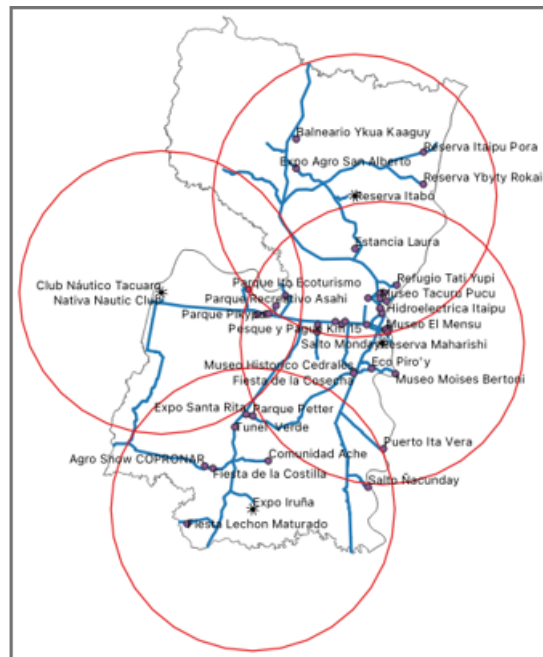 Balneario Ykua Kaaguy
Reserva Itaipu Pora
Expo Agro San Alberto
Reserva Ybyty Rokai
Reserva Itabo
Estancia Laura
Refugio Tati Yupi
Parque Ito Ecoturismo
Club Náutico Tacuarg
Museo Tacuru Pucu
Nativa Nautic Club
Parque Recreativo Asahi
Hidroelectrica Itaipu
Parque Pikypo
Pesque y Pague Km 15
Museo El Mensu
Salto Monday
Reserva Maharishi
Museo Historico Cedrales
Eco Piro'y
Fiesta de la Cosecha
Museo Moises Bertoni
Expo Santa Rita
Parque Petter
Tunel Verde
Puerto Ita Vera
Comunidad Ache
Agro Show COPRONAR
Fiesta de la Costilla
Salto Ñacunday
Expo Iruña
Fiesta Lechon Maturado